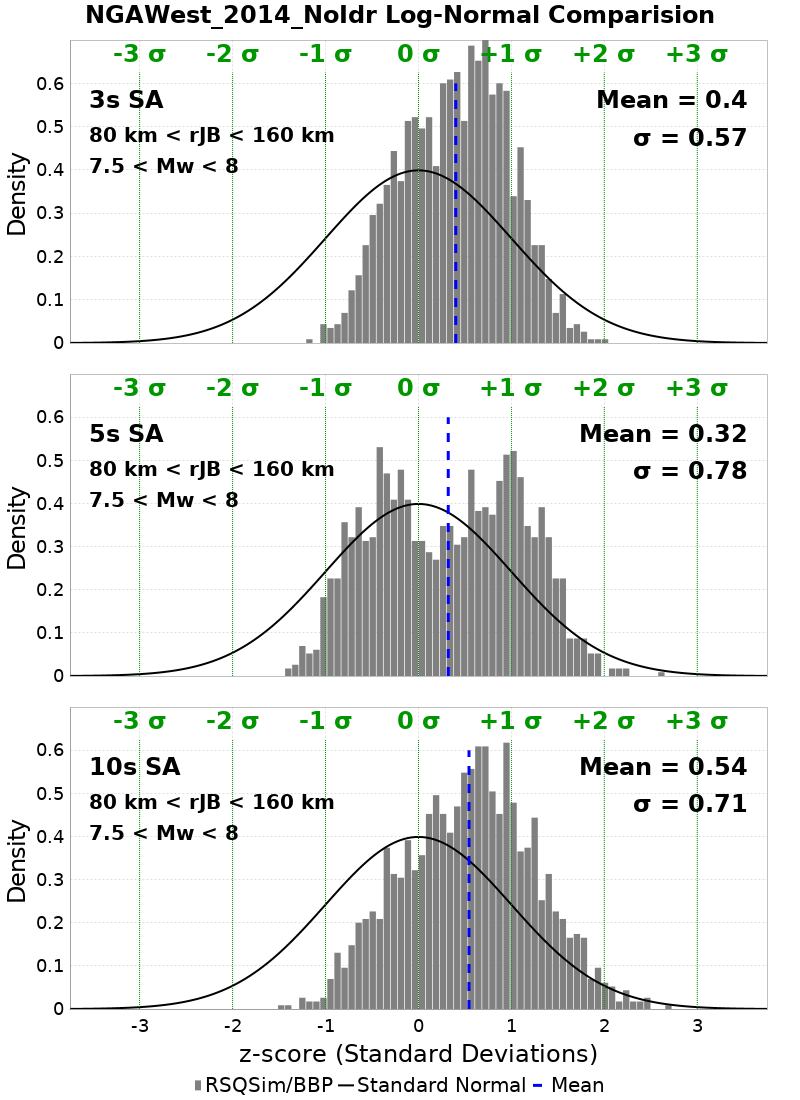 NGAWest_2014_NoIdr Log-Normal Comparision
-3 σ -2 σ -1 σ 0 σ +1 σ +2 σ +3 σ
3s SA
80 km < rJB < 160 km
7.5 < Mw < 8
Mean = 0.4
σ = 0.57
Density
0.6
0.5
0.4
0.3
0.2
0.1
0
-3 σ -2 σ -1 σ 0 σ +1 σ +2 σ +3 σ
5s SA
80 km < rJB < 160 km
7.5 < Mw < 8
Mean = 0.32
σ = 0.78
Density
0.6
0.5
0.4
0.3
0.2
0.1
0
-3 σ -2 σ -1 σ 0 σ +1 σ +2 σ +3 σ
10s SA
80 km < rJB < 160 km
7.5 < Mw < 8
Mean = 0.54
σ = 0.71
Density
0.6
0.5
0.4
0.3
0.2
0.1
0
-3 -2 -1 0 1 2 3
z-score (Standard Deviations)
RSQSim/BBP Standard Normal Mean